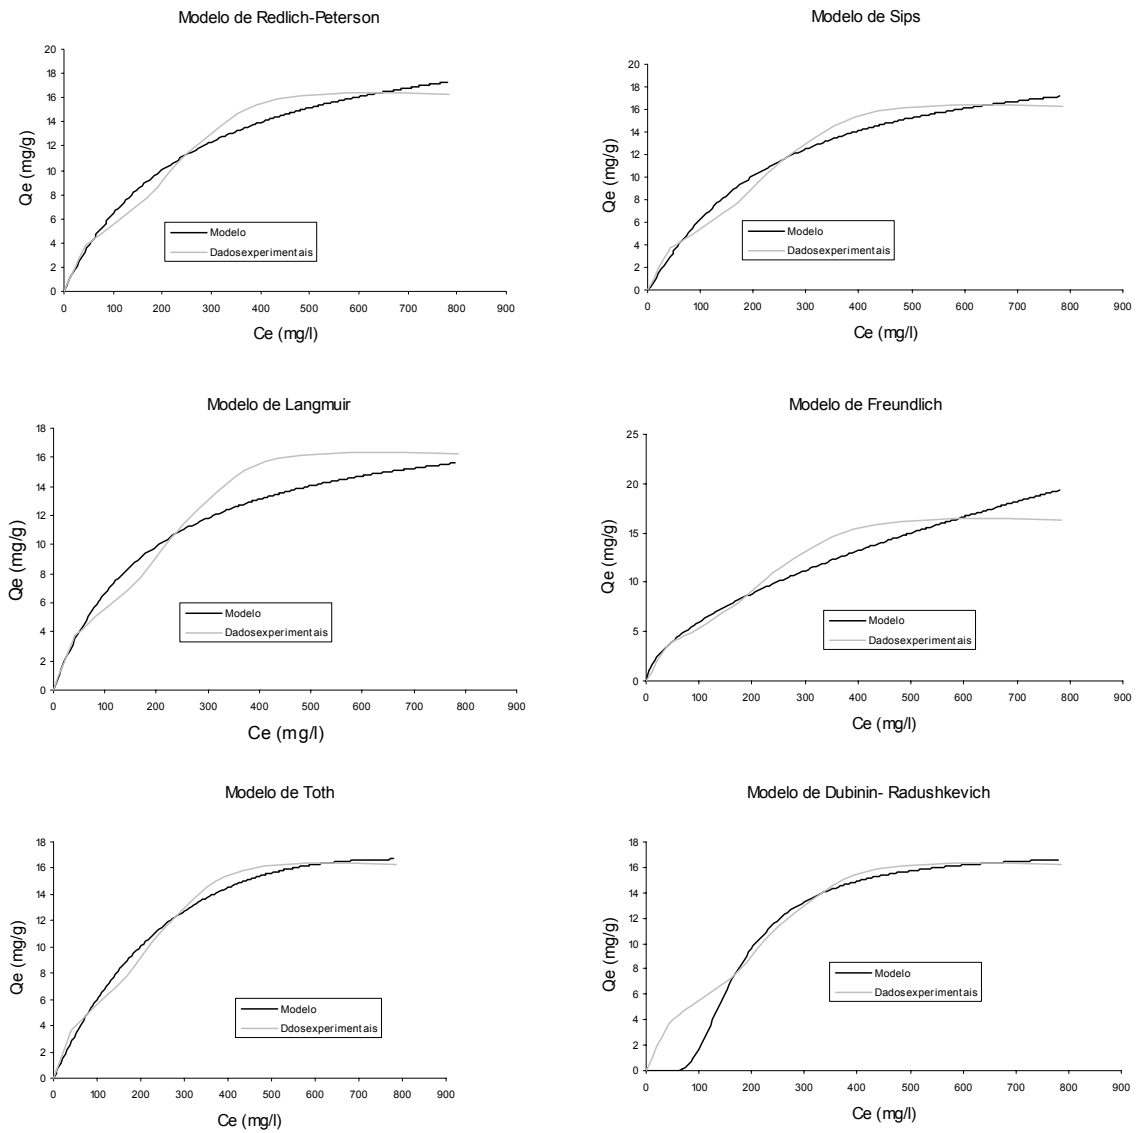 Modelo de Redlich-Peterson
20
18
16
14
12
10
8
6
4
2
0
Qe (mg/g)
Modelo
Dadosexperimentais
0 100 200 300 400 500 600 700 800 900
Ce (mg/l)
Modelo de Sips
20
18
16
14
12
10
8
6
4
2
0
Qe (mg/g)
Modelo
Dadosexperimentais
0 100 200 300 400 500 600 700 800 900
Ce (mg/l)
Modelo de Langmuir
18
16
14
12
10
8
6
4
2
0
Qe (mg/g)
Modelo
Dadosexperimentais
0 100 200 300 400 500 600 700 800 900
Ce (mg/l)
Modelo de Freundlich
25
20
15
10
5
0
Qe (mg/g)
Modelo
Dadosexperimentais
0 100 200 300 400 500 600 700 800 900
Ce (mg/l)
Modelo de Toth
18
16
14
12
10
8
6
4
2
0
Qe (mg/g)
Modelo
Ddosexperimentais
0 100 200 300 400 500 600 700 800 900
Ce (mg/l)
Modelo de Dubinin- Radushkevich
18
16
14
12
10
8
6
4
2
0
Qe (mg/g)
Modelo
Dadosexperimentais
0 100 200 300 400 500 600 700 800 900
Ce (mg/l)